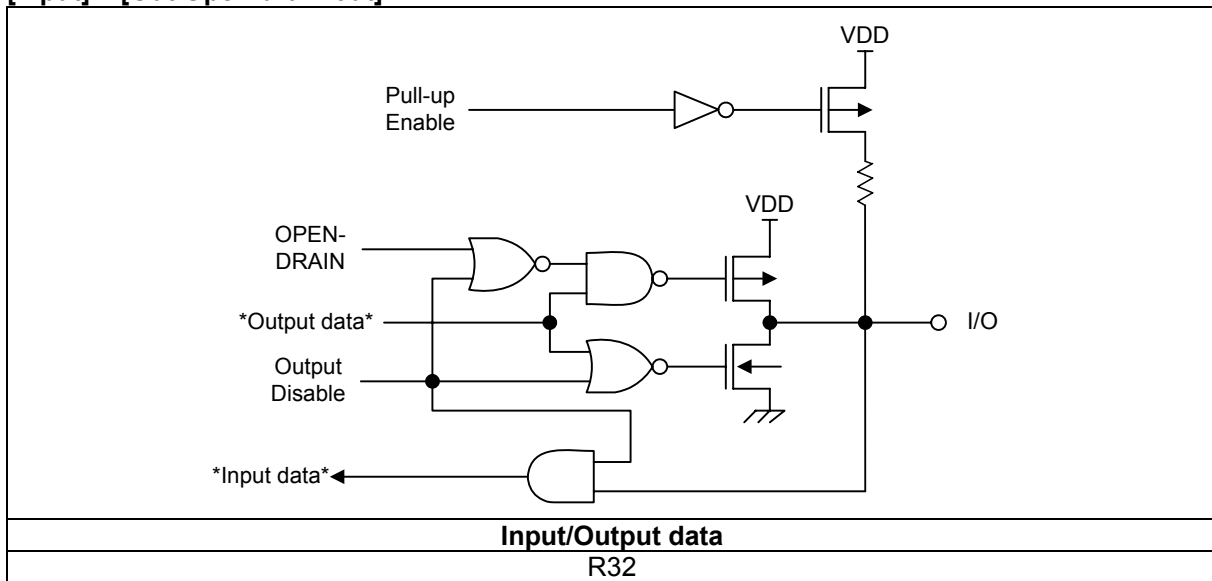 VDD
Pull-up
Enable
VDD
OPEN-
DRAIN
*Output data*
I/O
Output
Disable
*Input data*
Input/Output data
R32